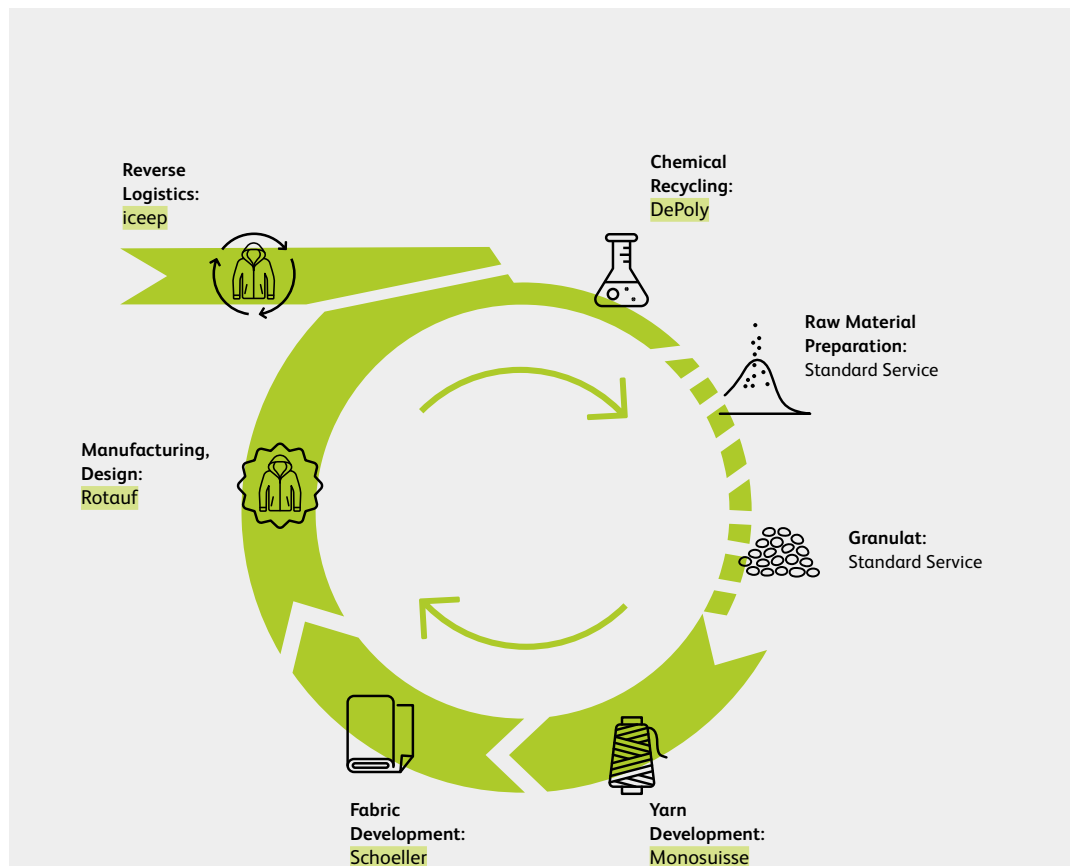 Reverse
Logistics:
iceep
Chemical
Recycling:
DePoly
Raw Material
Preparation:
Standard Service
Manufacturing,
Design:
Rotauf
Granulat:
Standard Service
Fabric
Development:
Schoeller
Yarn
Development:
Monosuisse